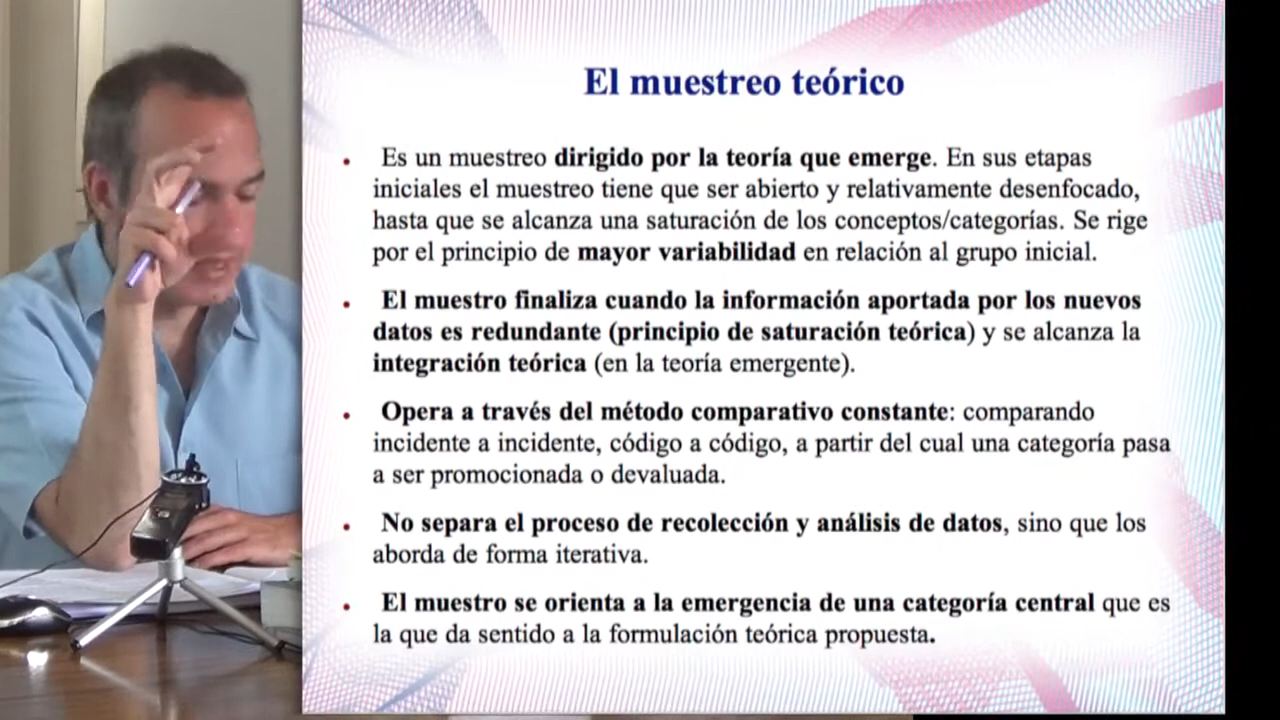 El muestreo teórico
• Es un muestreo dirigido por la teoría que emerge. En sus etapas
iniciales el muestreo tiene que ser abierto y relativamente desenfocado,
hasta que se alcanza una saturación de los conceptos/categorías. Se rige
por el principio de mayor variabilidad en relación al grupo inicial.
• El muestro finaliza cuando la información aportada por los nuevos
datos es redundante (principio de saturación teórica) y se alcanza la
integración teórica (en la teoría emergente).
• Opera a través del método comparativo constante: comparando
incidente a incidente, código a código, a partir del cual una categoría pasa
a ser promocionada o devaluada.
• No separa el proceso de recolección y análisis de datos, sino que los
aborda de forma iterativa.
• El muestro se orienta a la emergencia de una categoría central que es
la que da sentido a la formulación teórica propuesta.